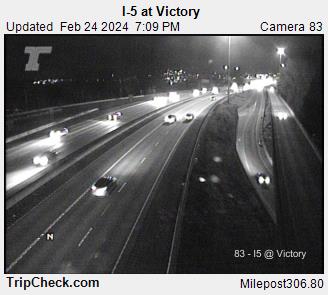 I-5 at Victory
Updated Feb 24 2024 7:09 PM Camera 83
T
N
83 - I5 @ Victory
TripCheck.com Milepost306.80